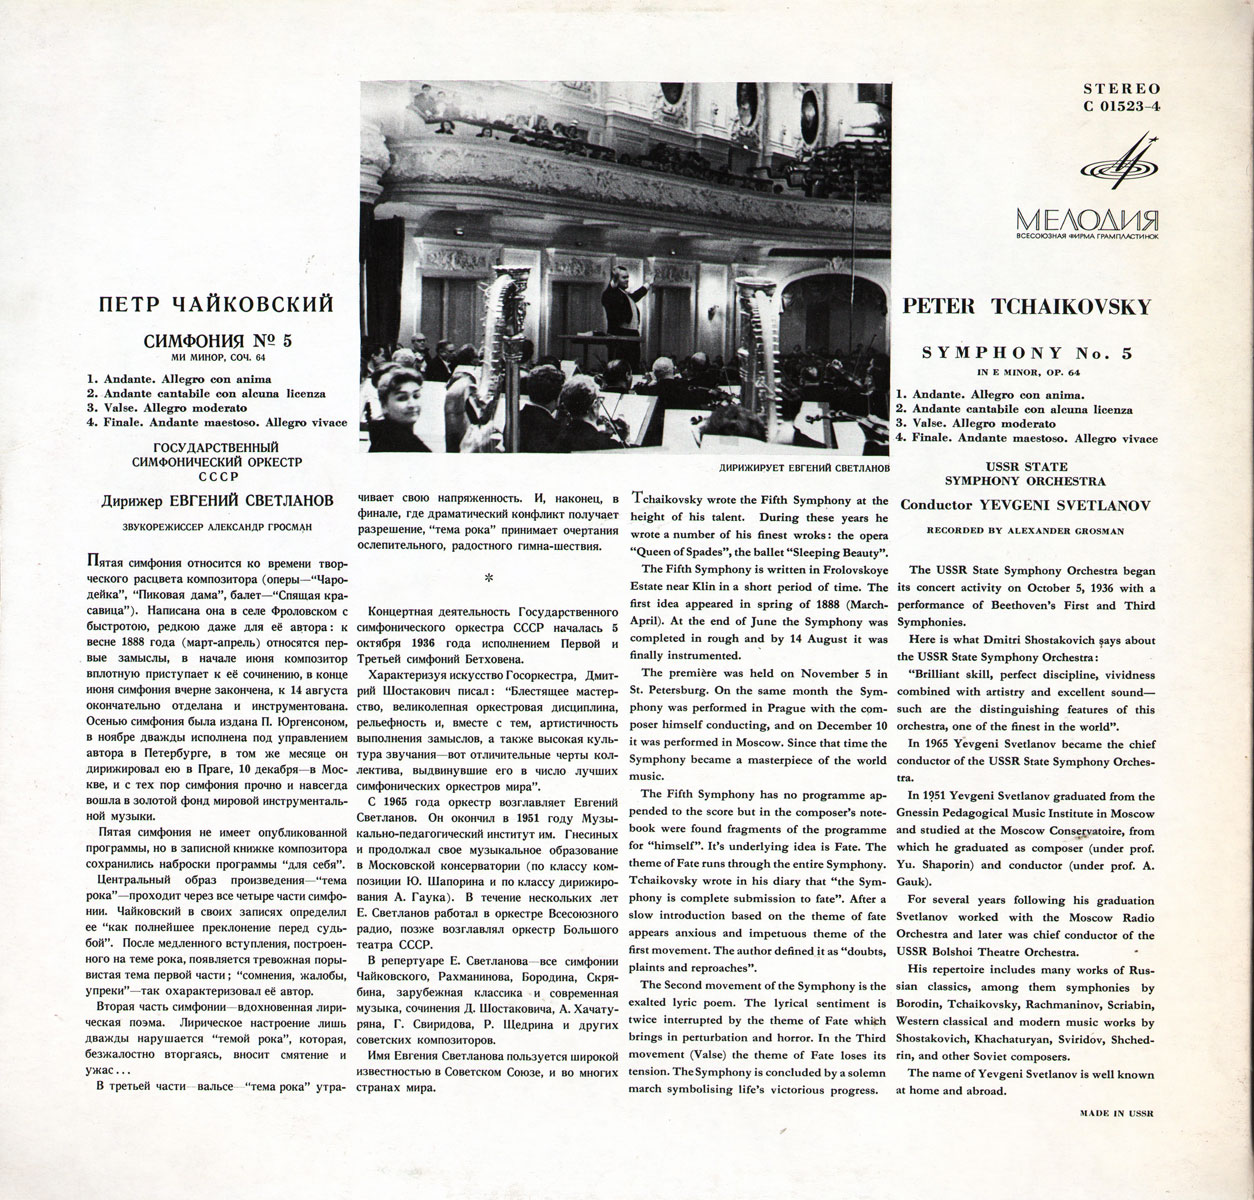 STEREO
C 01523–4
МЕЛОДИЯ
ВСЕСОЮЗНАЯ ФИРМА ГРАМПЛАСТИНОК
ПЕТР ЧАЙКОВСКИЙ
СИМФОНИЯ № 5
МИ МИНОР, СОЧ. 64
1. Andante. Allegro con anima
2. Andante cantabile con alcuna licenza
3. Valse. Allegro moderato
4. Finale. Andante maestoso. Allegro vivace
ГОСУДАРСТВЕННЫЙ
СИМФОНИЧЕСКИЙ ОРКЕСТР
СССР
Дирижер ЕВГЕНИЙ СВЕТЛАНОВ
ЗВУКОРЕЖИССЕР АЛЕКСАНДР ГРОСМАН
Пятая симфония относится ко времени твор-
ческого расцвета композитора (оперы—“Чаро-
дейка”, “Пиковая дама”, балет—“Спящая кра-
савица”). Написана она в селе Фроловском с
быстротою, редкою даже для её автора: к
весне 1888 года (март-апрель) относятся пер-
вые замыслы, в начале июня композитор
вплотную приступает к её сочинению, в конце
июня симфония вчерне закончена, к 14 августа
окончательно отделана и инструментована.
Осенью симфония была издана П. Юргенсоном,
в ноябре дважды исполнена под управлением
автора в Петербурге, в том же месяце он
дирижировал ею в Праге, 10 декабря—в Мос-
кве, и с тех пор симфония прочно и навсегда
вошла в золотой фонд мировой инструменталь-
ной музыки.
Пятая симфония не имеет опубликованной
программы, но в записной книжке композитора
сохранились наброски программы “для себя”.
Центральный образ произведения—“тема
рока”—проходит через все четыре части симфо-
нии. Чайковский в своих записях определил
ее “как полнейшее преклонение перед судь-
бой”. После медленного вступления, построен-
ного на теме рока, появляется тревожная поры-
вистая тема первой части; “сомнения, жалобы,
упреки”—так охарактеризовал её автор.
Вторая часть симфонии—вдохновенная лири-
ческая поэма. Лирическое настроение лишь
дважды нарушается “темой рока”, которая,
безжалостно вторгаясь, вносит смятение и
ужас...
В третьей части—вальсе—“тема рока” утра-
чивает свою напряженность. И, наконец, в
финале, где драматический конфликт получает
разрешение, “тема рока” принимает очертания
ослепительного, радостного гимна-шествия.
*
Концертная деятельность Государственного
симфонического оркестра СССР началась 5
октября 1936 года исполнением Первой и
Третьей симфоний Бетховена.
Характеризуя искусство Госоркестра, Дмит-
рий Шостакович писал: “Блестящее мастер-
ство, великолепная оркестровая дисциплина,
рельефность и, вместе с тем, артистичность
выполнения замыслов, а также высокая куль-
тура звучания—вот отличительные черты кол-
лектива, выдвинувшие его в число лучших
симфонических оркестров мира”.
С 1965 года оркестр возглавляет Евгений
Светланов. Он окончил в 1951 году Музы-
кально-педагогический институт им. Гнесиных
и продолжал свое музыкальное образование
в Московской консерватории (по классу ком-
позиции Ю. Шапорина и по классу дирижиро-
вания А. Гаука). В течение нескольких лет
Е. Светланов работал в оркестре Всесоюзного
радио, позже возглавлял оркестр Большого
театра СССР.
В репертуаре Е. Светланова—все симфонии
Чайковского, Рахманинова, Бородина, Скря-
бина, зарубежная классика и современная
музыка, сочинения Д. Шостаковича, А. Хачату-
ряна, Г. Свиридова, Р. Щедрина и других
советских композиторов.
Имя Евгения Светланова пользуется широкой
известностью в Советском Союзе, и во многих
странах мира.
ДИРИЖИРУЕТ ЕВГЕНИЙ СВЕТЛАНОВ
Tchaikovsky wrote the Fifth Symphony at the
height of his talent. During these years he
wrote a number of his finest wroks: the opera
“Queen of Spades”, the ballet “Sleeping Beauty”.
The Fifth Symphony is written in Frolovskoye
Estate near Klin in a short period of time. The
first idea appeared in spring of 1888 (March-
April). At the end of June the Symphony was
completed in rough and by 14 August it was
finally instrumented.
The première was held on November 5 in
St. Petersburg. On the same month the Sym-
phony was performed in Prague with the com-
poser himself conducting, and on December 10
it was performed in Moscow. Since that time the
Symphony became a masterpiece of the world
music.
The Fifth Symphony has no programme ap-
pended to the score but in the composer’s note-
book were found fragments of the programme
for “himself”. It’s underlying idea is Fate. The
theme of Fate runs through the entire Symphony.
Tchaikovsky wrote in his diary that “the Sym-
phony is complete submission to fate”. After a
slow introduction based on the theme of fate
appears anxious and impetuous theme of the
first movement. The author defined it as “doubts,
plaints and reproaches”.
The Second movement of the Symphony is the
exalted lyric poem. The lyrical sentiment is
twice interrupted by the theme of Fate which
brings in perturbation and horror. In the Third
movement (Valse) the theme of Fate loses its
tension. The Symphony is concluded by a solemn
march symbolising life’s victorious progress.
PETER TCHAIKOVSKY
SYMPHONY No. 5
IN E MINOR, OP. 64
1. Andante. Allegro con anima.
2. Andante cantabile con alcuna licenza
3. Valse. Allegro moderato
4. Finale. Andante maestoso. Allegro vivace
USSR STATE
SYMPHONY ORCHESTRA
Conductor YEVGENI SVETLANOV
RECORDED BY ALEXANDER GROSMAN
The USSR State Symphony Orchestra began
its concert activity on October 5, 1936 with a
performance of Beethoven’s First and Third
Symphonies.
Here is what Dmitri Shostakovich says about
the USSR State Symphony Orchestra:
“Brilliant skill, perfect discipline, vividness
combined with artistry and excellent sound—
such are the distinguishing features of this
orchestra, one of the finest in the world”.
In 1965 Yevgeni Svetlanov became the chief
conductor of the USSR State Symphony Orches-
tra.
In 1951 Yevgeni Svetlanov graduated from the
Gnessin Pedagogical Music Institute in Moscow
and studied at the Moscow Conservatoire, from
which he graduated as composer (under prof.
Yu. Shaporin) and conductor (under prof. A.
Gauk).
For several years following his graduation
Svetlanov worked with the Moscow Radio
Orchestra and later was chief conductor of the
USSR Bolshoi Theatre Orchestra.
His repertoire includes many works of Rus-
sian classics, among them symphonies by
Borodin, Tchaikovsky, Rachmaninov, Scriabin,
Western classical and modern music works by
Shostakovich, Khachaturyan, Sviridov, Shched-
rin, and other Soviet composers.
The name of Yevgeni Svetlanov is well known
at home and abroad.
MADE IN USSR